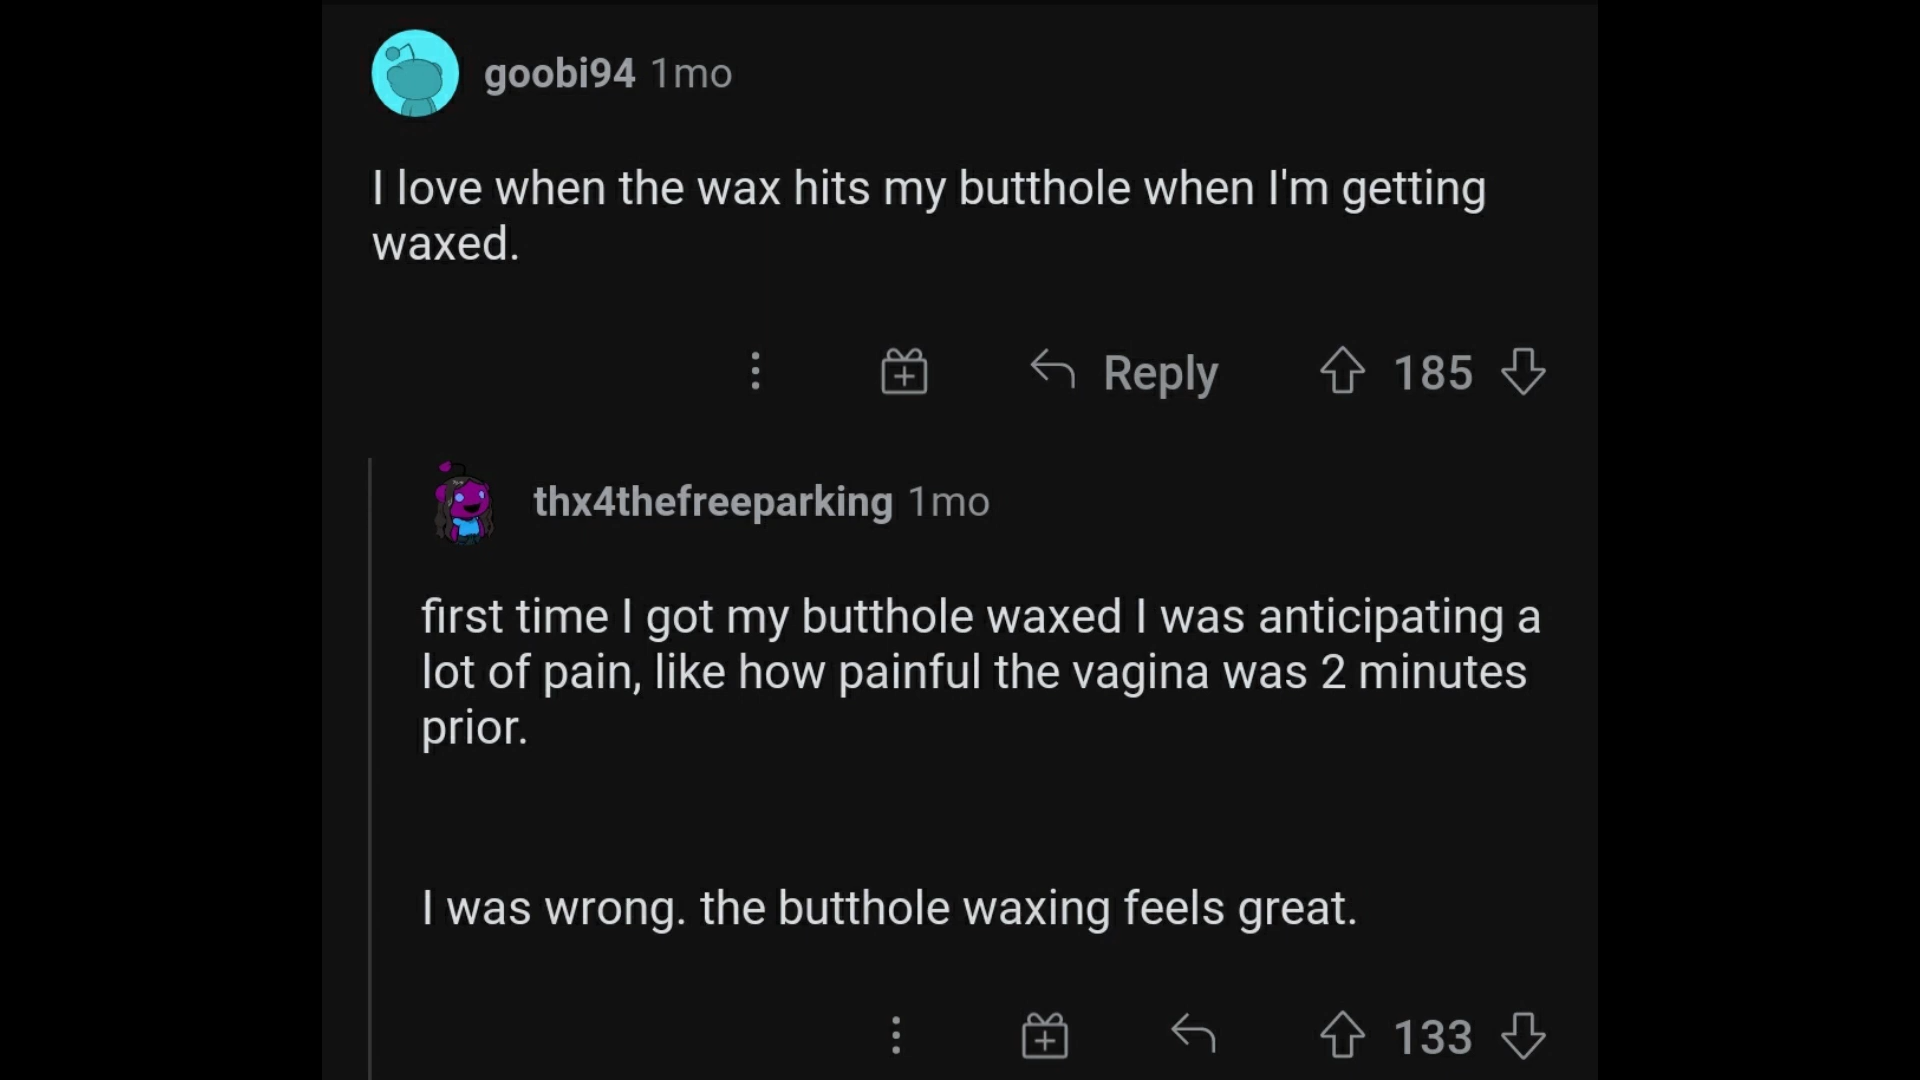 goobi94 1mo
I love when the wax hits my butthole when I'm getting
waxed.
Reply 185
thx4thefreeparking 1mo
first time I got my butthole waxed I was anticipating a
lot of pain, like how painful the vagina was 2 minutes
prior.
I was wrong. the butthole waxing feels great.
133